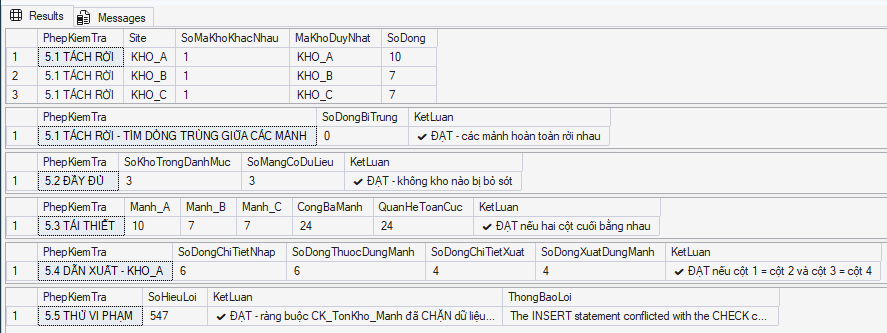 Results Messages
PhepKiemTra Site SoMaKhoKhacNhau MaKhoDuyNhat SoDong
1 5.1 TÁCH RỜI KHO_A 1 KHO_A 10
2 5.1 TÁCH RỜI KHO_B 1 KHO_B 7
3 5.1 TÁCH RỜI KHO_C 1 KHO_C 7
PhepKiemTra SoDongBiTrung KetLuan
1 5.1 TÁCH RỜI - TÌM DÒNG TRÙNG GIỮA CÁC MẢNH 0 ✔ ĐẠT - các mảnh hoàn toàn rời nhau
PhepKiemTra SoKhoTrongDanhMuc SoMangCoDuLieu KetLuan
1 5.2 ĐẦY ĐỦ 3 3 ✔ ĐẠT - không kho nào bị bỏ sót
PhepKiemTra Manh_A Manh_B Manh_C CongBaManh QuanHeToanCuc KetLuan
1 5.3 TÁI THIẾT 10 7 7 24 24 ✔ ĐẠT nếu hai cột cuối bằng nhau
PhepKiemTra SoDongChiTietNhap SoDongThuocDungManh SoDongChiTietXuat SoDongXuatDungManh KetLuan
1 5.4 DẪN XUẤT - KHO_A 6 6 4 4 ✔ ĐẠT nếu cột 1 = cột 2 và cột 3 = cột 4
PhepKiemTra SoHieuLoi KetLuan ThongBaoLoi
1 5.5 THỬ VI PHẠM 547 ✔ ĐẠT - ràng buộc CK_TonKho_Manh đã CHẶN dữ liệu... The INSERT statement conflicted with the CHECK c...